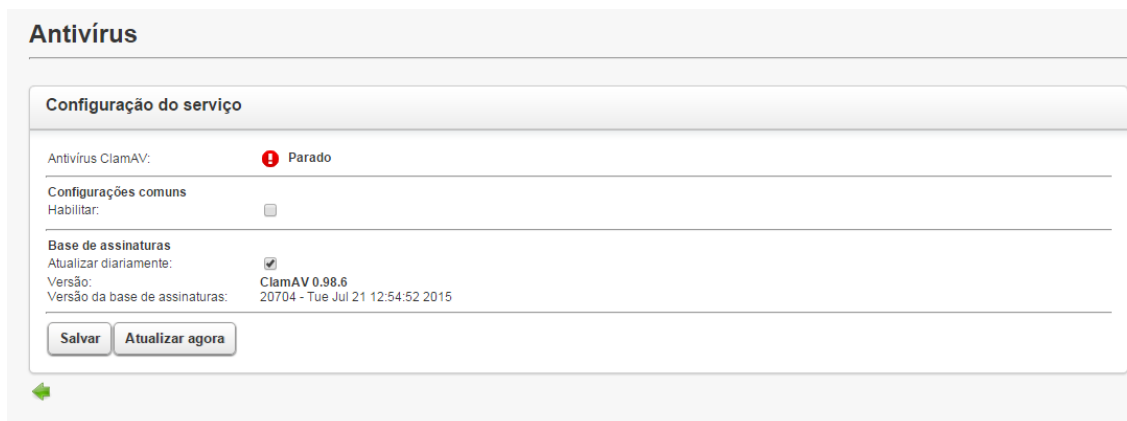 Antivírus
Configuração do serviço
Antivírus ClamAV: Parado
Configurações comuns
Habilitar:
Base de assinaturas
Atualizar diariamente:
Versão: ClamAV 0.98.6
Versão da base de assinaturas: 20704 - Tue Jul 21 12:54:52 2015
Salvar Atualizar agora